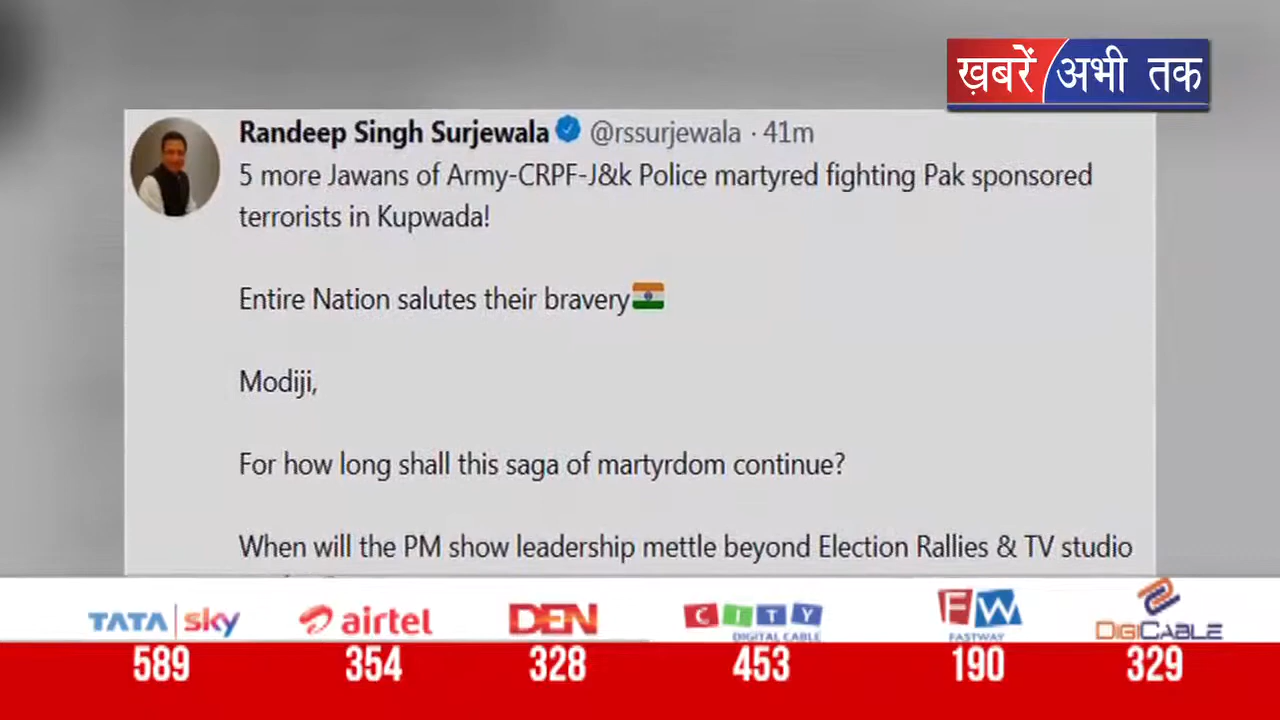 ख़बरें अभी तक
Randeep Singh Surjewala @rssurjewala · 41m
5 more Jawans of Army-CRPF-J&k Police martyred fighting Pak sponsored
terrorists in Kupwada!
Entire Nation salutes their bravery
Modiji,
For how long shall this saga of martyrdom continue?
When will the PM show leadership mettle beyond Election Rallies & TV studio
TATA sky airtel DEN CITY FW DIGICABLE
DIGITAL CABLE FASTWAY
589 354 328 453 190 329